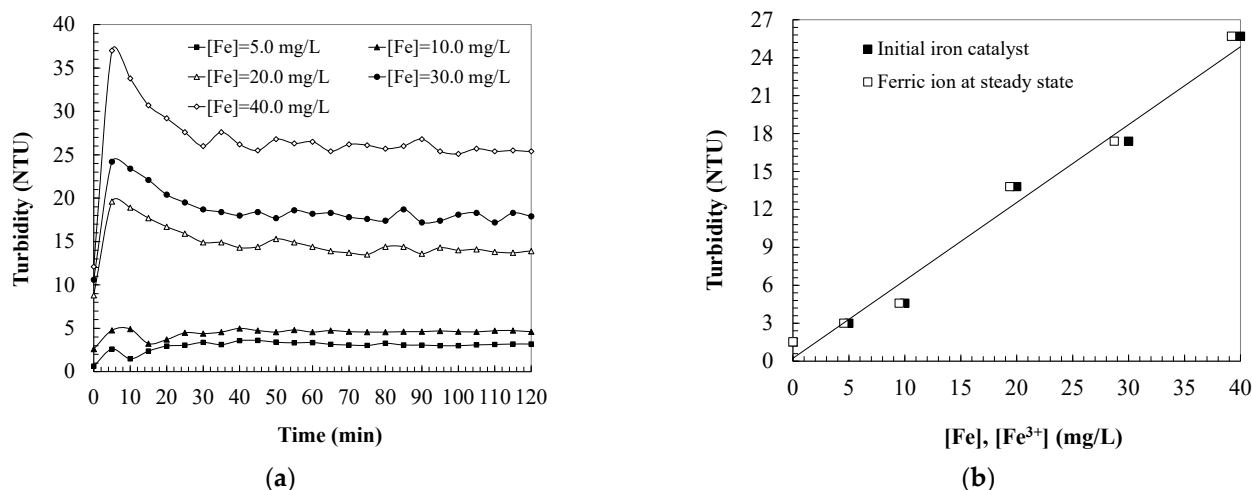 40
35
30
25
20
15
10
5
0
Turbidity (NTU)
[Fe]=5.0 mg/L
[Fe]=10.0 mg/L
[Fe]=20.0 mg/L
[Fe]=30.0 mg/L
[Fe]=40.0 mg/L
0 10 20 30 40 50 60 70 80 90 100 110 120
Time (min)
(a)
27
24
21
18
15
12
9
6
3
0
Turbidity (NTU)
Initial iron catalyst
Ferric ion at steady state
0 5 10 15 20 25 30 35 40
[Fe], [Fe³⁺] (mg/L)
(b)